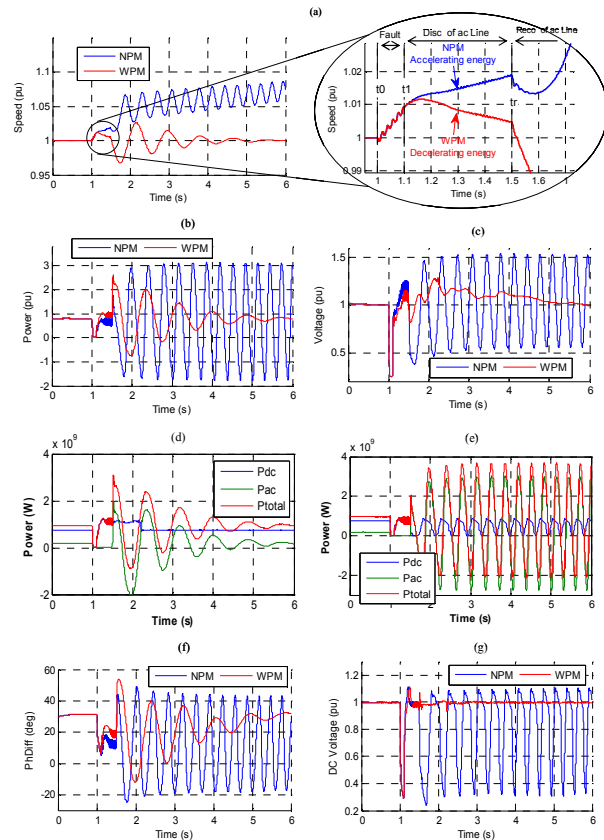 (a)
Fault
Disc of ac Line
Reco of ac Line
NPM
WPM
NPM
Accelerating energy
t0
t1
tr
WPM
Decelerating energy
Speed (pu)
1.1
1.05
1
0.95
0 1 2 3 4 5 6
Time (s)
Speed (pu)
1.02
1.01
1
0.99
1 1.1 1.2 1.3 1.4 1.5 1.6 1.7
Time (s)
(b)
NPM WPM
Power (pu)
3
2
1
0
-1
-2
0 1 2 3 4 5 6
Time (s)
(c)
Voltage (pu)
1.5
1
0.5
NPM WPM
0 1 2 3 4 5 6
Time (s)
(d)
x 10^9
Power (W)
4
2
0
-2
Pdc
Pac
Ptotal
0 1 2 3 4 5 6
Time (s)
(e)
x 10^9
Power (W)
4
2
0
-2
Pdc
Pac
Ptotal
0 1 2 3 4 5 6
Time (s)
(f)
NPM WPM
PhDiff (deg)
60
40
20
0
-20
0 1 2 3 4 5 6
Time (s)
(g)
NPM WPM
DC Voltage (pu)
1.2
1
0.8
0.6
0.4
0.2
0 1 2 3 4 5 6
Time (s)